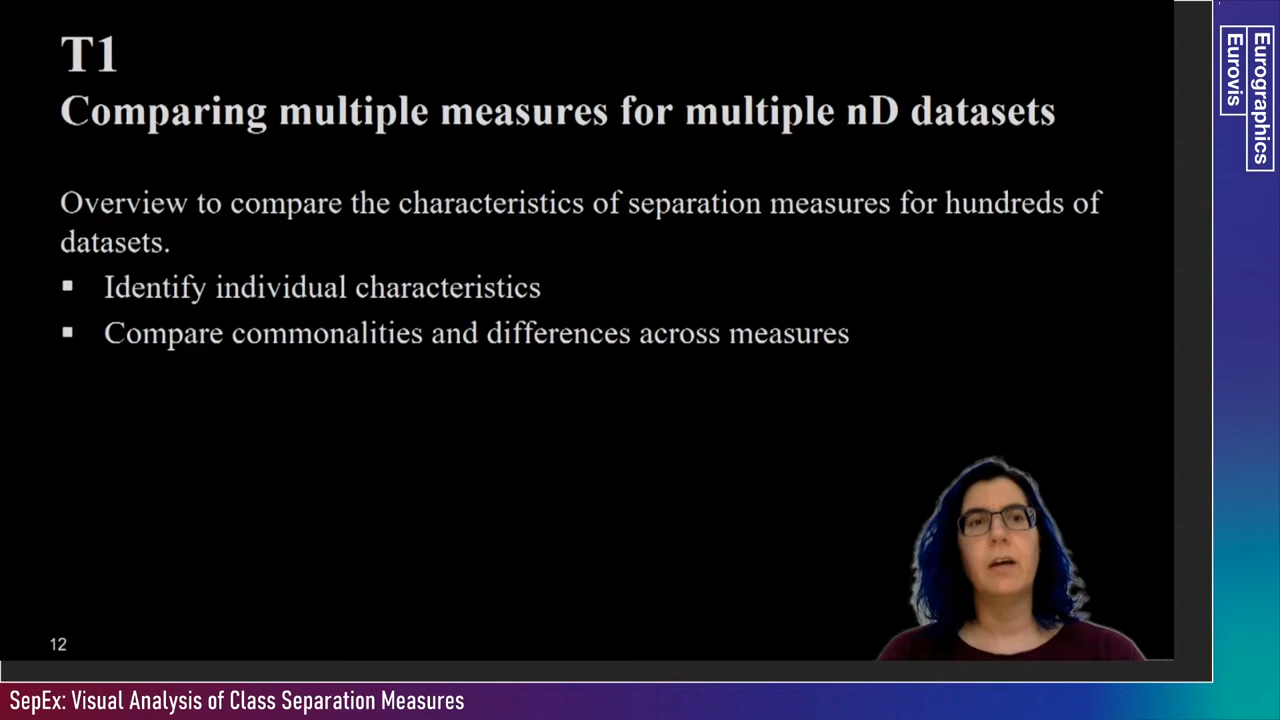 T1
Comparing multiple measures for multiple nD datasets
Overview to compare the characteristics of separation measures for hundreds of
datasets.
▪ Identify individual characteristics
▪ Compare commonalities and differences across measures
12
SepEx: Visual Analysis of Class Separation Measures
Eurographics
Eurovis